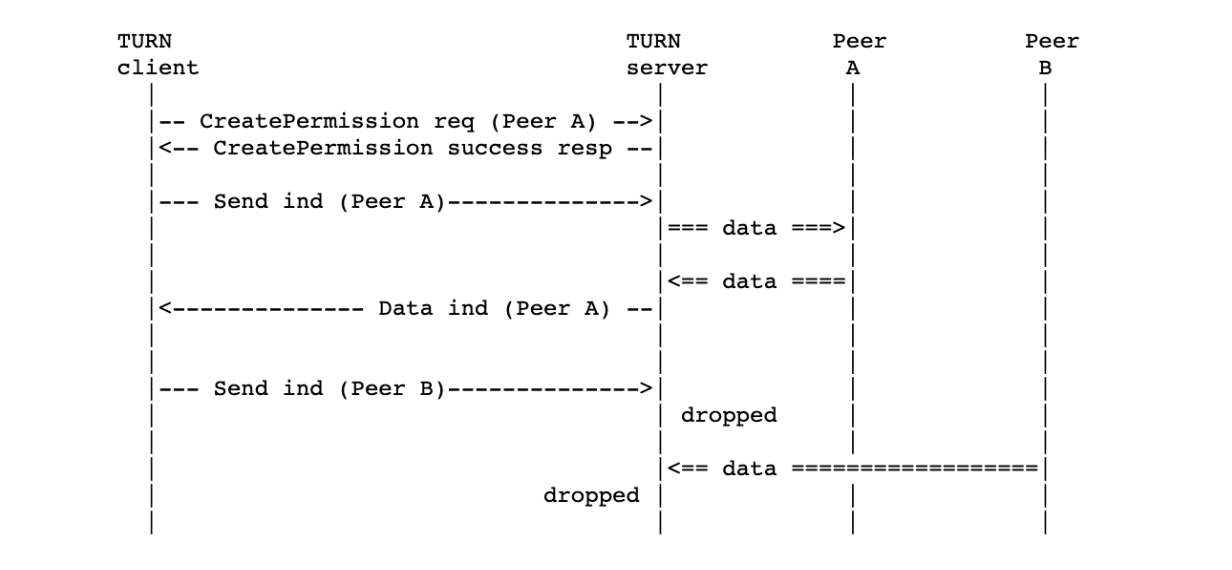 TURN TURN Peer Peer
client server A B
-- CreatePermission req (Peer A) -->
<-- CreatePermission success resp --
--- Send ind (Peer A)-------------->
=== data ===>
<== data ====
<-------------- Data ind (Peer A) --
--- Send ind (Peer B)-------------->
dropped
<== data ==================
dropped